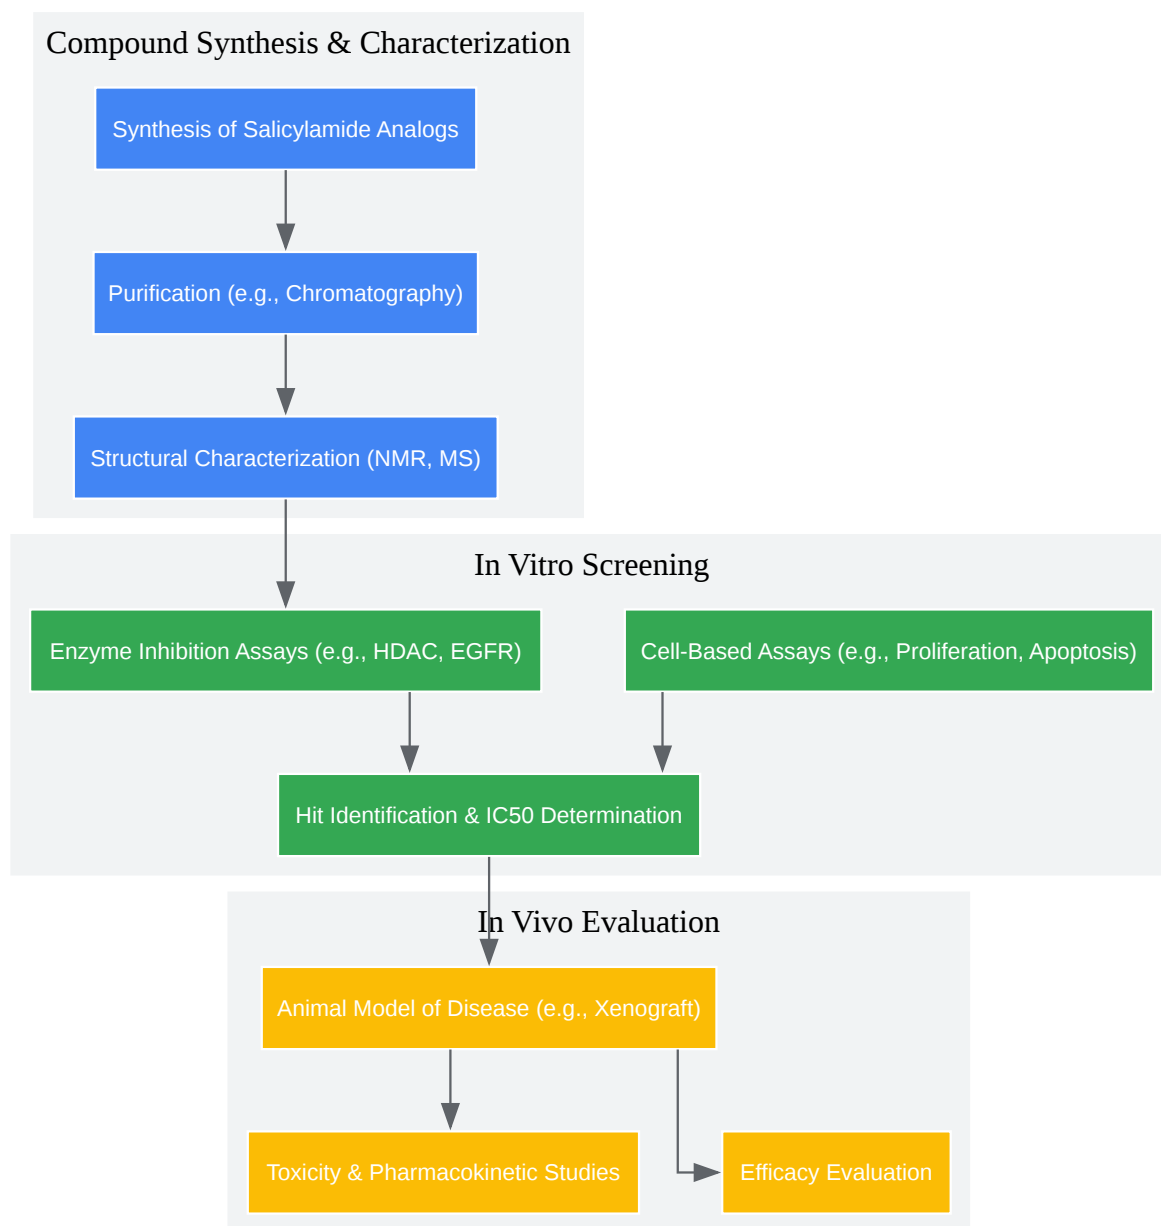 Compound Synthesis & Characterization
Synthesis of Salicylamide Analogs
Purification (e.g., Chromatography)
Structural Characterization (NMR, MS)
In Vitro Screening
Enzyme Inhibition Assays (e.g., HDAC, EGFR)
Cell-Based Assays (e.g., Proliferation, Apoptosis)
Hit Identification & IC50 Determination
In Vivo Evaluation
Animal Model of Disease (e.g., Xenograft)
Toxicity & Pharmacokinetic Studies
Efficacy Evaluation